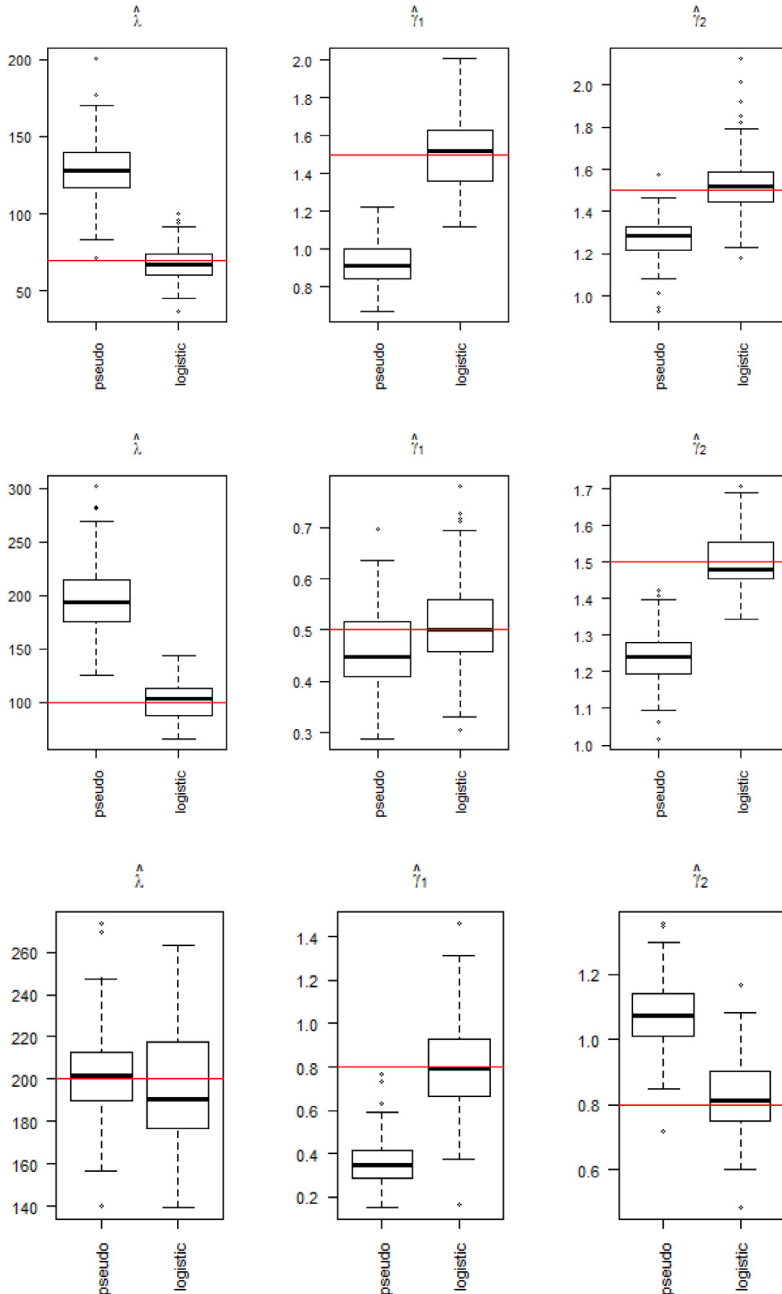 λ̂ γ̂₁ γ̂₂
200
150
100
50
pseudo
logistic
2.0
1.8
1.6
1.4
1.2
1.0
0.8
pseudo
logistic
2.0
1.8
1.6
1.4
1.2
1.0
pseudo
logistic
λ̂ γ̂₁ γ̂₂
300
250
200
150
100
pseudo
logistic
0.7
0.6
0.5
0.4
0.3
pseudo
logistic
1.7
1.6
1.5
1.4
1.3
1.2
1.1
1.0
pseudo
logistic
λ̂ γ̂₁ γ̂₂
260
240
220
200
180
160
140
pseudo
logistic
1.4
1.2
1.0
0.8
0.6
0.4
0.2
pseudo
logistic
1.2
1.0
0.8
0.6
pseudo
logistic